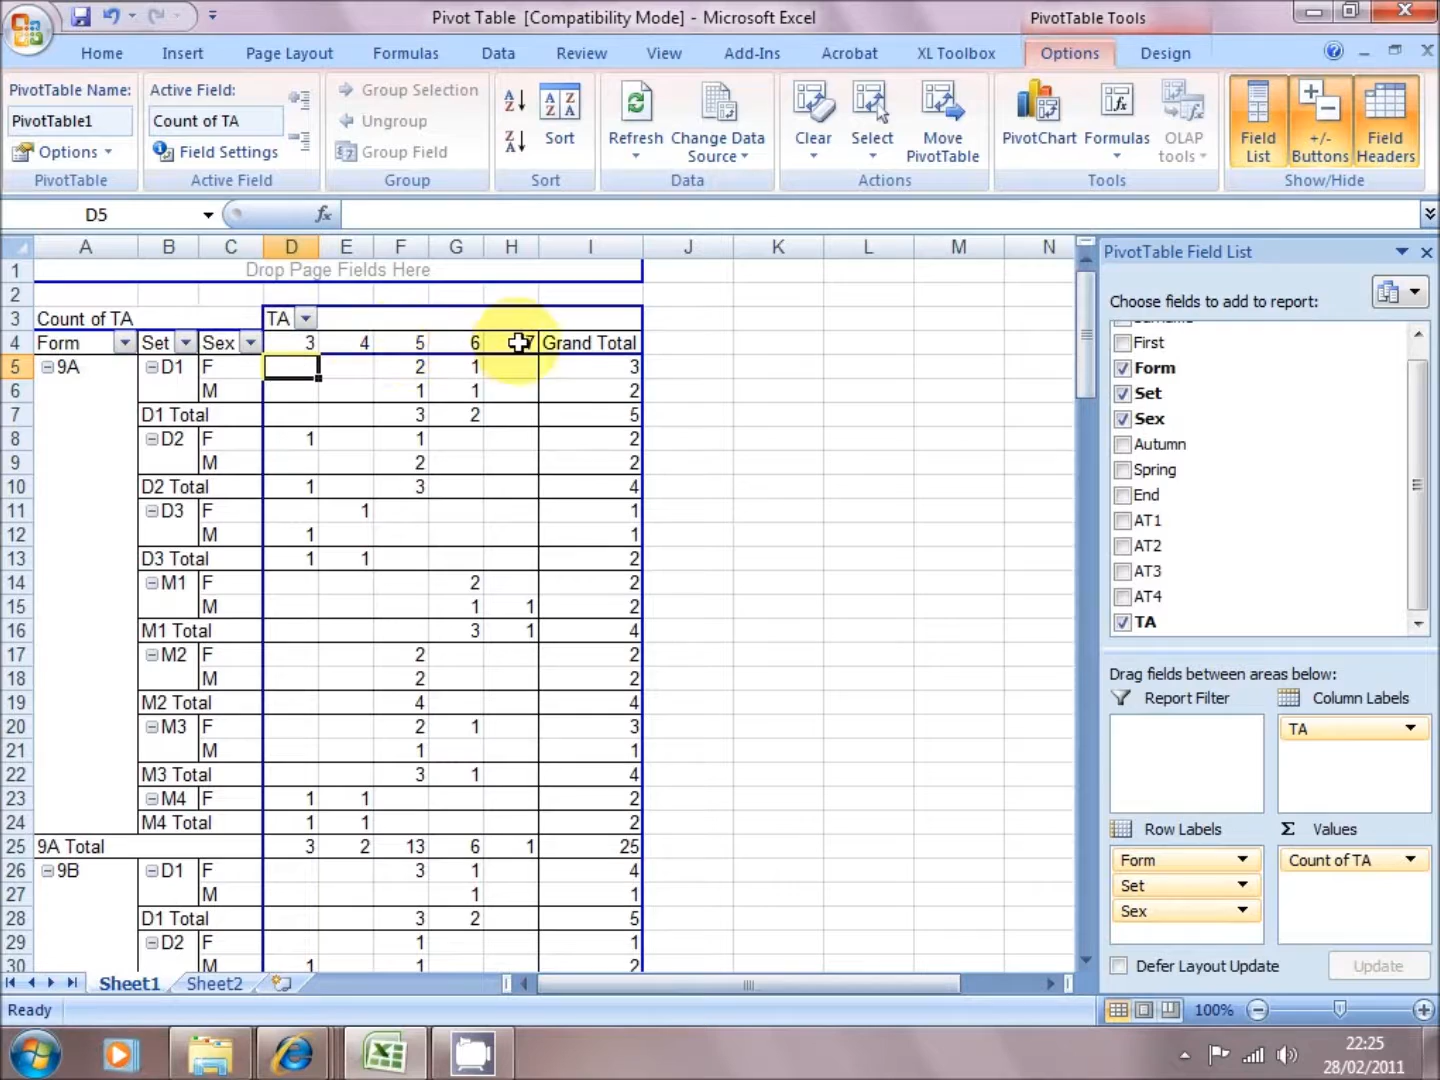 Pivot Table [Compatibility Mode] - Microsoft Excel
PivotTable Tools
Home Insert Page Layout Formulas Data Review View Add-Ins Acrobat XL Toolbox Options Design
PivotTable Name:
PivotTable1
Options
PivotTable
Active Field:
Count of TA
Field Settings
Active Field
Group Selection
Ungroup
Group Field
Group
Sort
Sort
Refresh
Change Data Source
Data
Clear
Select
Move PivotTable
Actions
PivotChart
Formulas
OLAP tools
Tools
Field List
+/- Buttons
Field Headers
Show/Hide
D5
fx
A B C D E F G H I J K L M N
1 Drop Page Fields Here
2
3 Count of TA TA
4 Form Set Sex 3 4 5 6 7 Grand Total
5 9A D1 F 2 1 3
6 M 1 1 2
7 D1 Total 3 2 5
8 D2 F 1 1 2
9 M 2 2
10 D2 Total 1 3 4
11 D3 F 1 1
12 M 1 1
13 D3 Total 1 1 2
14 M1 F 2 2
15 M 1 1 2
16 M1 Total 3 1 4
17 M2 F 2 2
18 M 2 2
19 M2 Total 4 4
20 M3 F 2 1 3
21 M 1 1
22 M3 Total 3 1 4
23 M4 F 1 1 2
24 M4 Total 1 1 2
25 9A Total 3 2 13 6 1 25
26 9B D1 F 3 1 4
27 M 1 1
28 D1 Total 3 2 5
29 D2 F 1 1
30 M 1 1 2
PivotTable Field List
Choose fields to add to report:
First
Form
Set
Sex
Autumn
Spring
End
AT1
AT2
AT3
AT4
TA
Drag fields between areas below:
Report Filter
Column Labels
TA
Row Labels
Σ Values
Form
Count of TA
Set
Sex
Defer Layout Update
Update
Sheet1 Sheet2
Ready
100%
22:25
28/02/2011